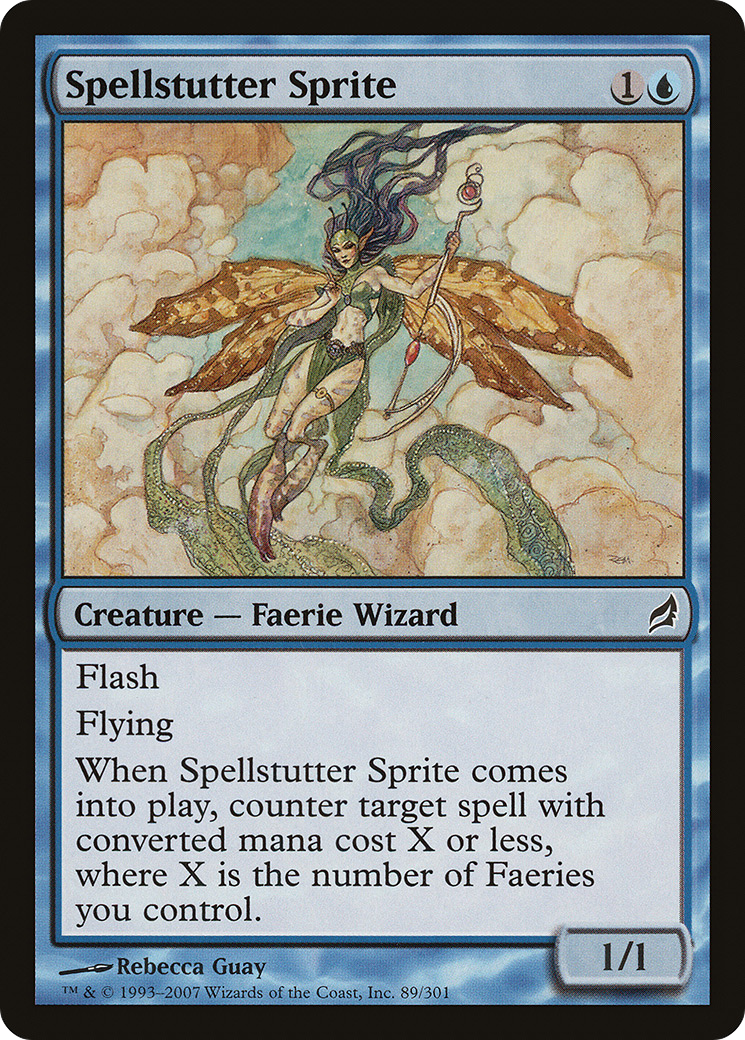 Spellstutter Sprite 1
Creature — Faerie Wizard
Flash
Flying
When Spellstutter Sprite comes
into play, counter target spell with
converted mana cost X or less,
where X is the number of Faeries
you control.
1/1
Rebecca Guay
™ & © 1993–2007 Wizards of the Coast, Inc. 89/301